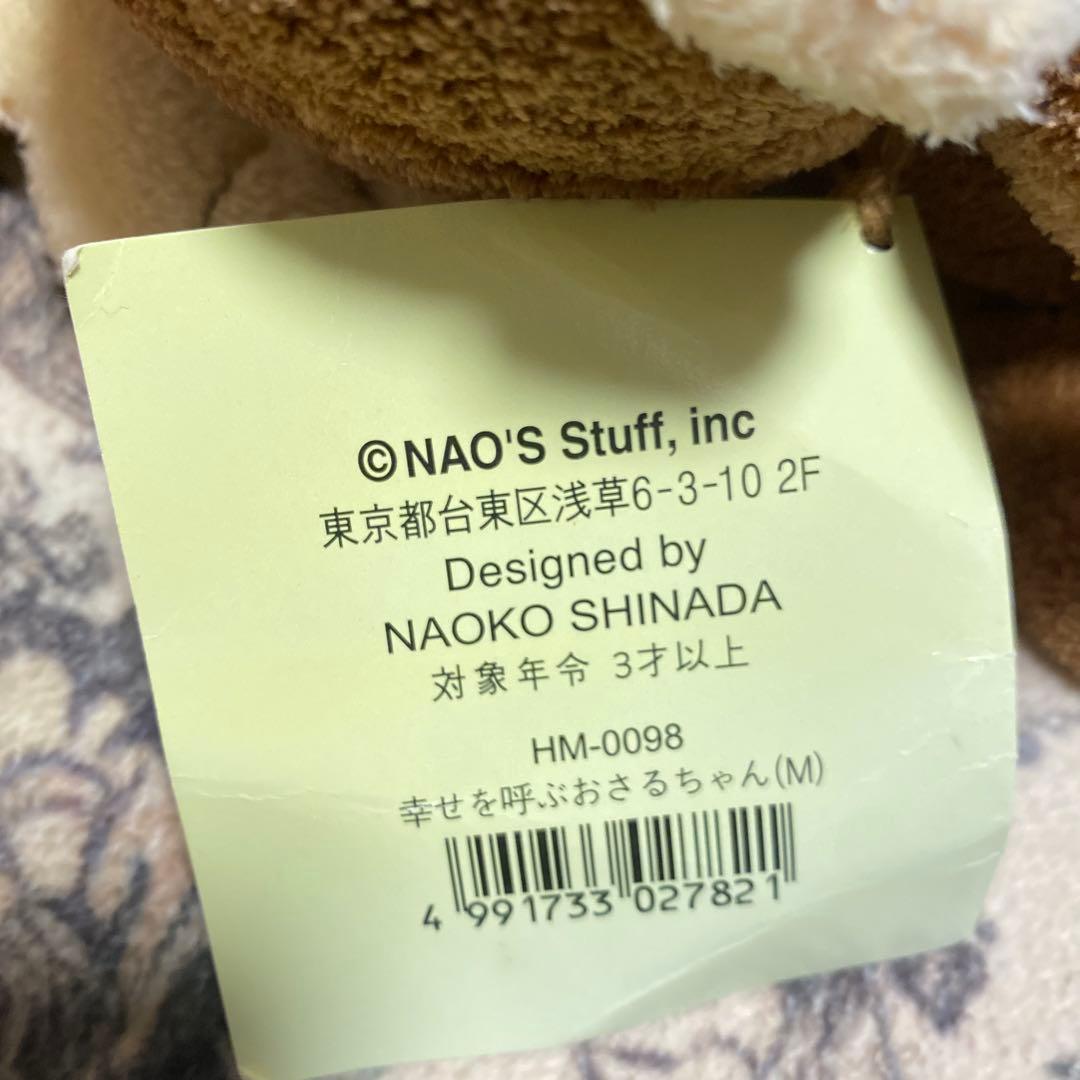 ©NAO'S Stuff, inc
東京都台東区浅草6-3-10 2F
Designed by
NAOKO SHINADA
対象年令 3才以上
HM-0098
幸せを呼ぶおさるちゃん(M)
4 991733 027821